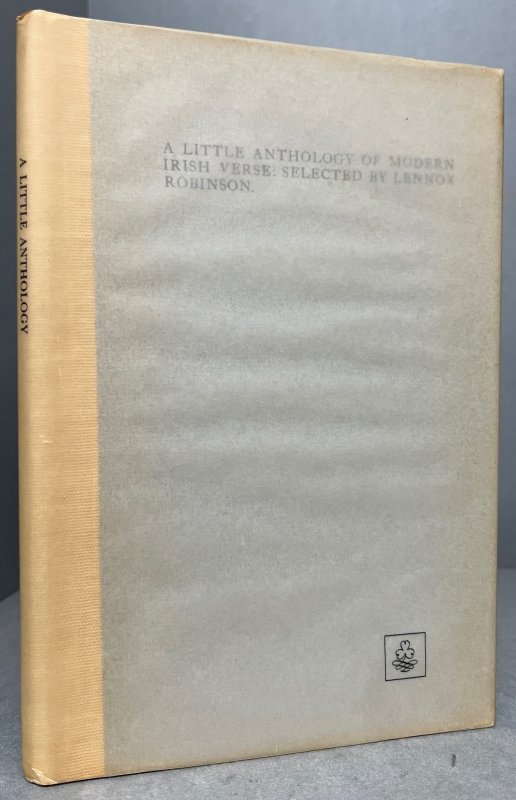 A LITTLE ANTHOLOGY OF MODERN
IRISH VERSE: SELECTED BY LENNOX
ROBINSON.
A LITTLE ANTHOLOGY